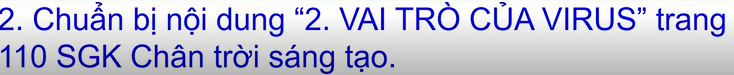 2. Chuẩn bị nội dung “2. VAI TRÒ CỦA VIRUS” trang
110 SGK Chân trời sáng tạo.